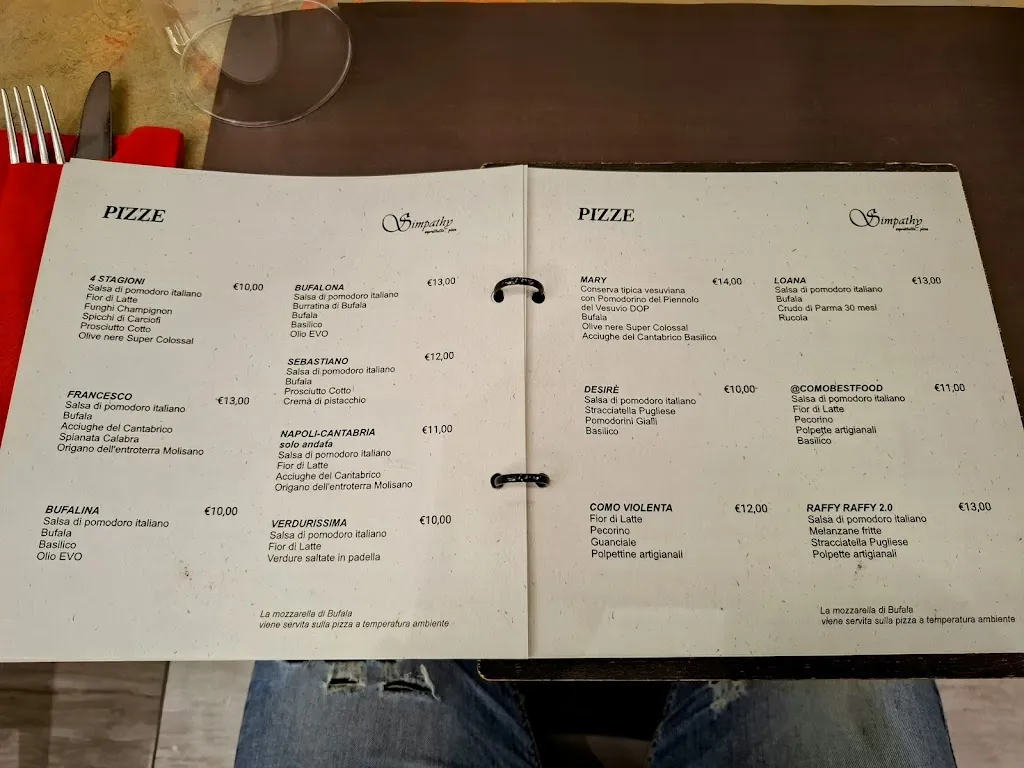 PIZZE
Simpathy
4 STAGIONI €10,00
Salsa di pomodoro italiano
Fior di Latte
Funghi Champignon
Spicchi di Carciofi
Prosciutto Cotto
Olive nere Super Colossal
FRANCESCO €13,00
Salsa di pomodoro italiano
Bufala
Acciughe del Cantabrico
Spianata Calabra
Origano dell'entroterra Molisano
BUFALINA €10,00
Salsa di pomodoro italiano
Bufala
Basilico
Olio EVO
BUFALONA €13,00
Salsa di pomodoro italiano
Burratina di Bufala
Bufala
Basilico
Olio EVO
SEBASTIANO €12,00
Salsa di pomodoro italiano
Bufala
Prosciutto Cotto
Crema di pistacchio
NAPOLI-CANTABRIA €11,00
solo andata
Salsa di pomodoro italiano
Fior di Latte
Acciughe del Cantabrico
Origano dell'entroterra Molisano
VERDURISSIMA €10,00
Salsa di pomodoro italiano
Fior di Latte
Verdure saltate in padella
La mozzarella di Bufala
viene servita sulla pizza a temperatura ambiente
PIZZE
Simpathy
MARY €14,00
Conserva tipica vesuviana
con Pomodorino del Piennolo
del Vesuvio DOP
Bufala
Olive nere Super Colossal
Acciughe del Cantabrico Basilico
DESIRÈ €10,00
Salsa di pomodoro italiano
Stracciatella Pugliese
Pomodorini Gialli
Basilico
COMO VIOLENTA €12,00
Fior di Latte
Pecorino
Guanciale
Polpettine artigianali
LOANA €13,00
Salsa di pomodoro italiano
Bufala
Crudo di Parma 30 mesi
Rucola
@COMOBESTFOOD €11,00
Salsa di pomodoro italiano
Fior di Latte
Pecorino
Polpette artigianali
Basilico
RAFFY RAFFY 2.0 €13,00
Salsa di pomodoro italiano
Melanzane fritte
Stracciatella Pugliese
Polpette artigianali
La mozzarella di Bufala
viene servita sulla pizza a temperatura ambiente